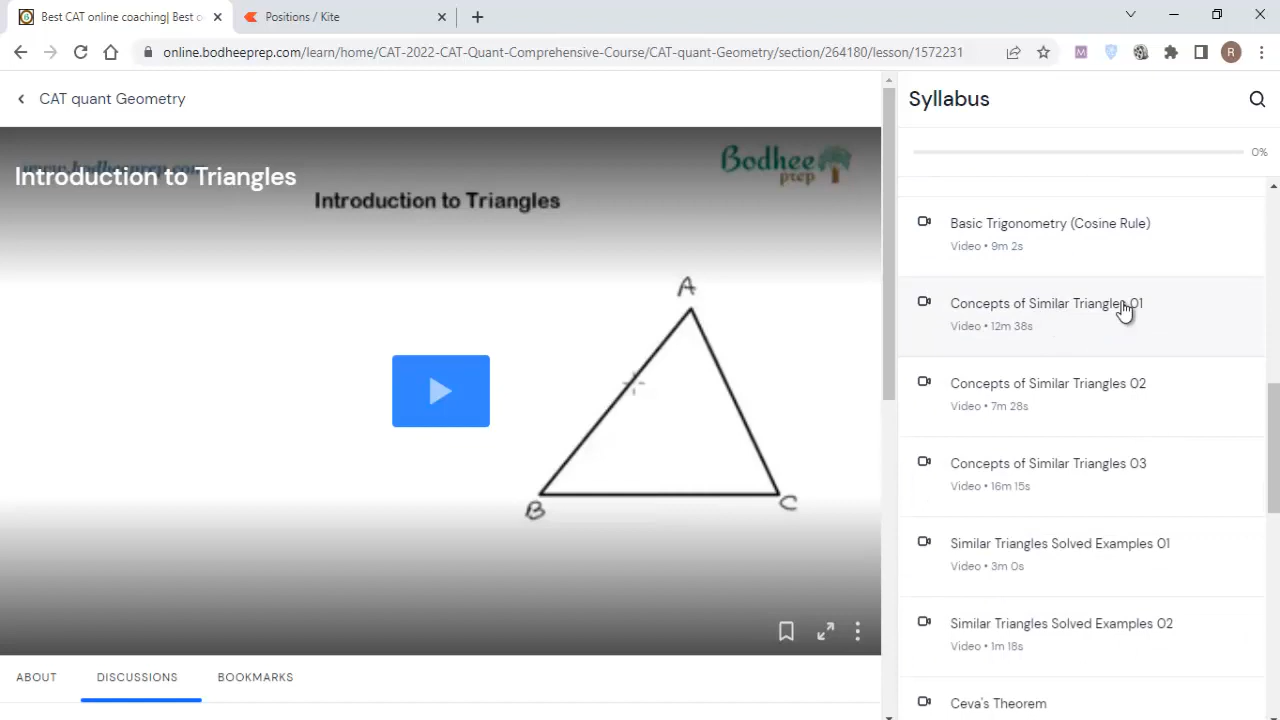 Best CAT online coaching| Best c
Positions / Kite
online.bodheeprep.com/learn/home/CAT-2022-CAT-Quant-Comprehensive-Course/CAT-quant-Geometry/section/264180/lesson/1572231
M
R
CAT quant Geometry
Syllabus
0%
www.bodheeprep.com
Introduction to Triangles
Bodhee
prep
Introduction to Triangles
A
B
C
Basic Trigonometry (Cosine Rule)
Video • 9m 2s
Concepts of Similar Triangles 01
Video • 12m 38s
Concepts of Similar Triangles 02
Video • 7m 28s
Concepts of Similar Triangles 03
Video • 16m 15s
Similar Triangles Solved Examples 01
Video • 3m 0s
Similar Triangles Solved Examples 02
Video • 1m 18s
Ceva's Theorem
ABOUT
DISCUSSIONS
BOOKMARKS